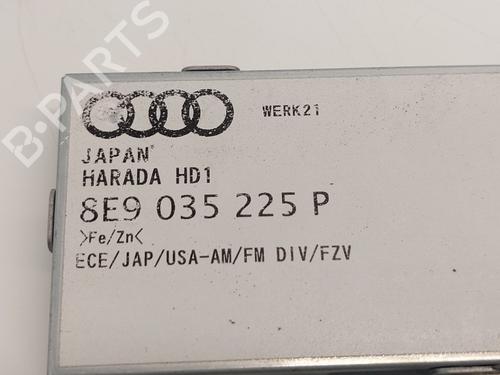 B-PARTS
WERK21
JAPAN
HARADA HD1
8E9 035 225 P
>Fe/Zn<
ECE/JAP/USA-AM/FM DIV/FZV